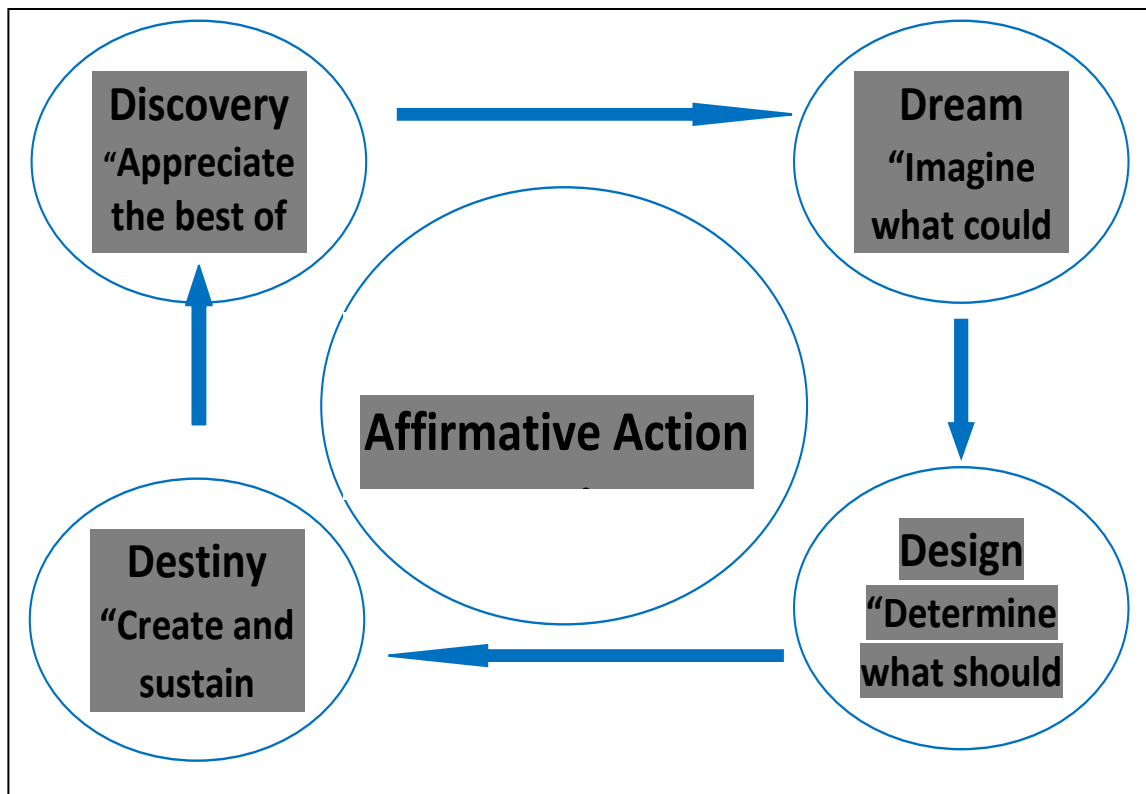 Discovery
“Appreciate
the best of
Dream
“Imagine
what could
Affirmative Action
Design
“Determine
what should
Destiny
“Create and
sustain